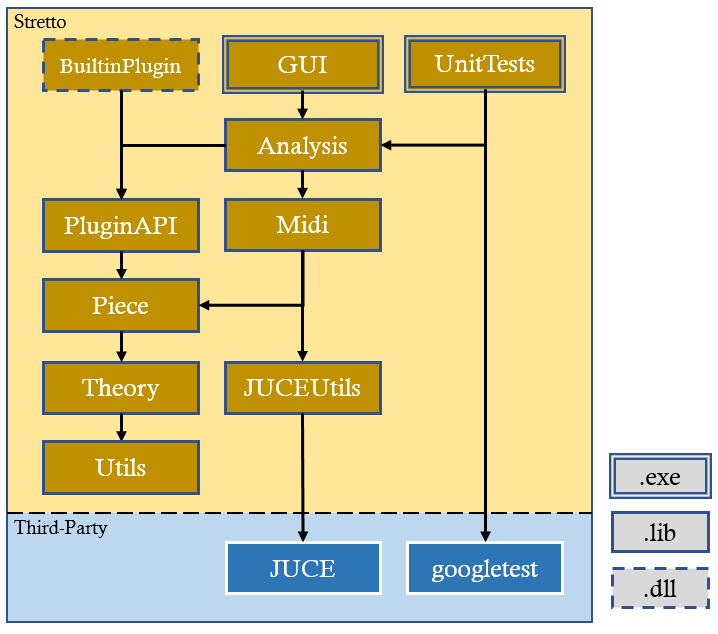 Stretto
BuiltinPlugin
GUI
UnitTests
Analysis
PluginAPI
Midi
Piece
Theory
JUCEUtils
Utils
.exe
.lib
.dll
Third-Party
JUCE
googletest